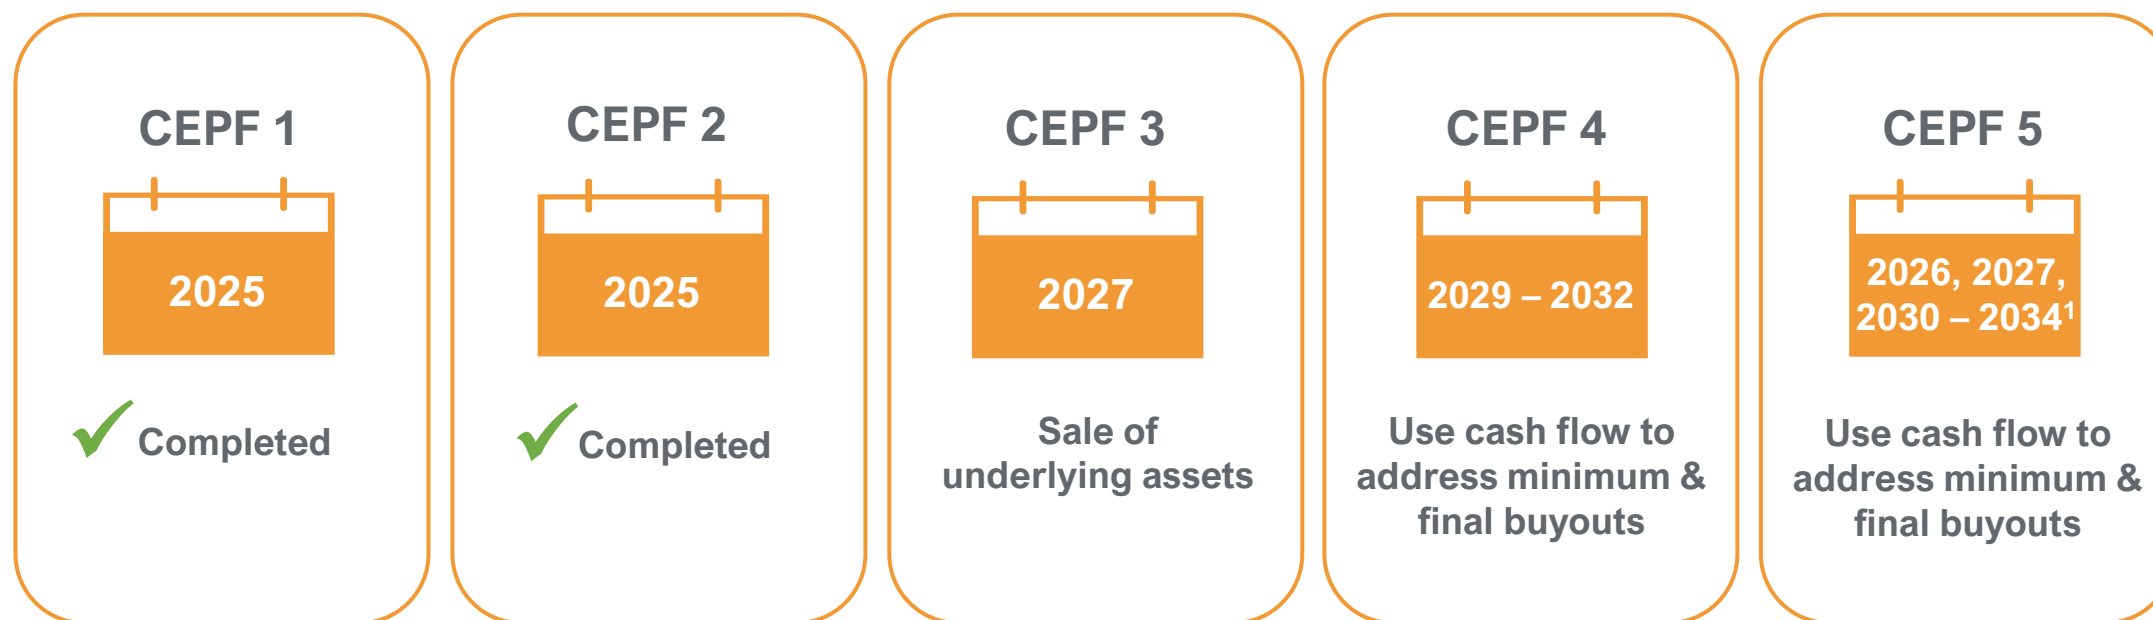 CEPF 1
2025
Completed
CEPF 2
2025
Completed
CEPF 3
2027
Sale of
underlying assets
CEPF 4
2029 – 2032
Use cash flow to
address minimum &
final buyouts
CEPF 5
2026, 2027,
2030 – 2034¹
Use cash flow to
address minimum &
final buyouts